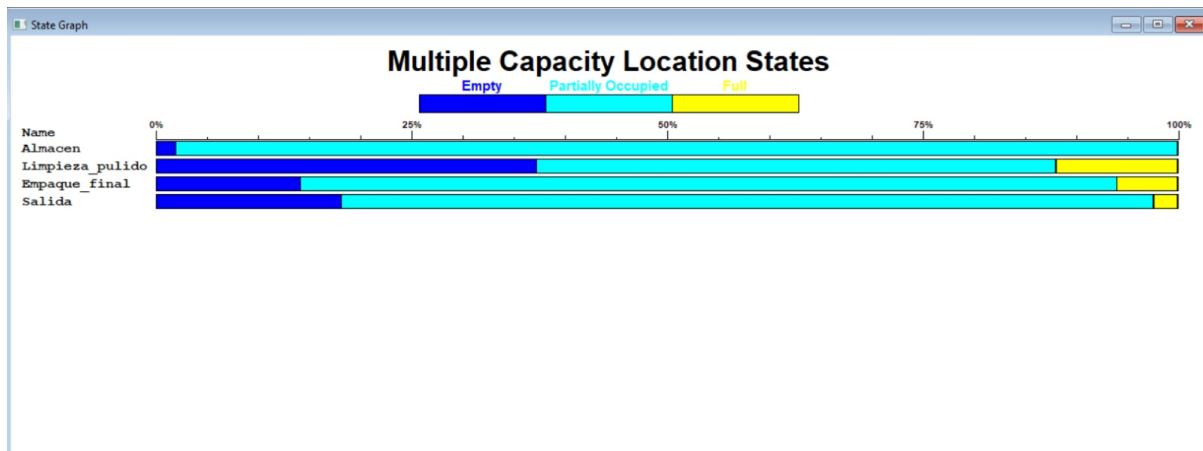 State Graph
Multiple Capacity Location States
Empty Partially Occupied Full
0% 25% 50% 75% 100%
Name
Almacen
Limpieza_pulido
Empaque_final
Salida